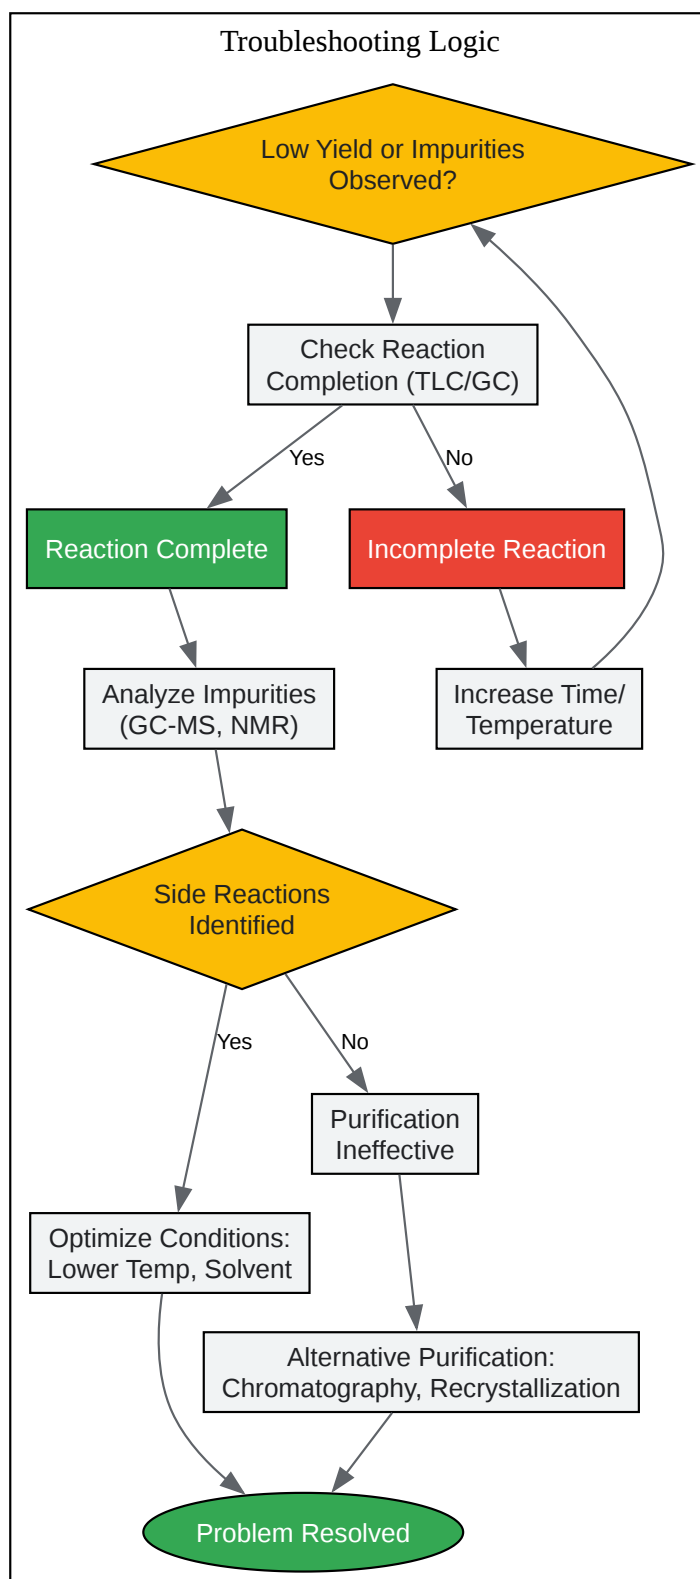 Troubleshooting Logic
Low Yield or Impurities
Observed?
Check Reaction
Completion (TLC/GC)
Yes
No
Reaction Complete
Incomplete Reaction
Analyze Impurities
(GC-MS, NMR)
Increase Time/
Temperature
Side Reactions
Identified
Yes
No
Purification
Ineffective
Optimize Conditions:
Lower Temp, Solvent
Alternative Purification:
Chromatography, Recrystallization
Problem Resolved